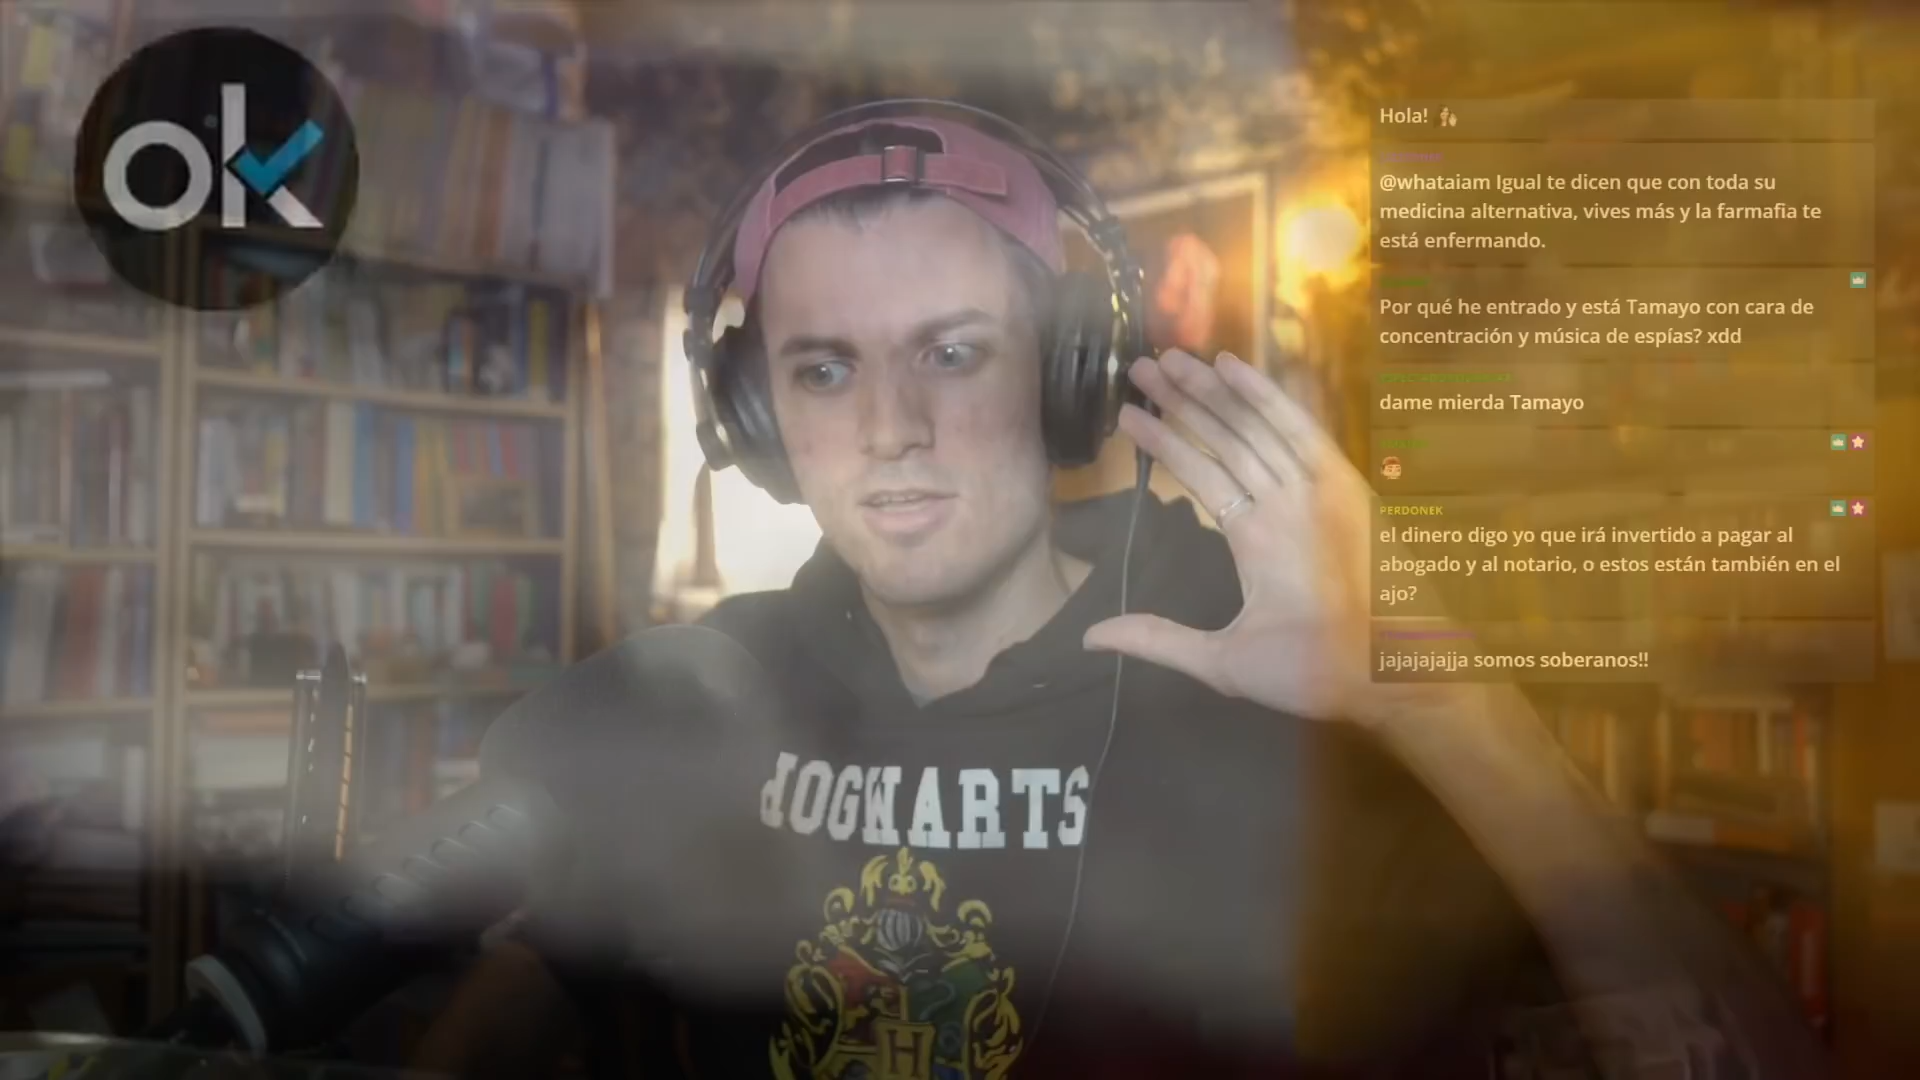 ok
Hola!
@whataiam Igual te dicen que con toda su
medicina alternativa, vives más y la farmafia te
está enfermando.
Por qué he entrado y está Tamayo con cara de
concentración y música de espías? xdd
dame mierda Tamayo
PERDONEK
el dinero digo yo que irá invertido a pagar al
abogado y al notario, o estos están también en el
ajo?
jajajajajja somos soberanos!!
HOGWARTS
H